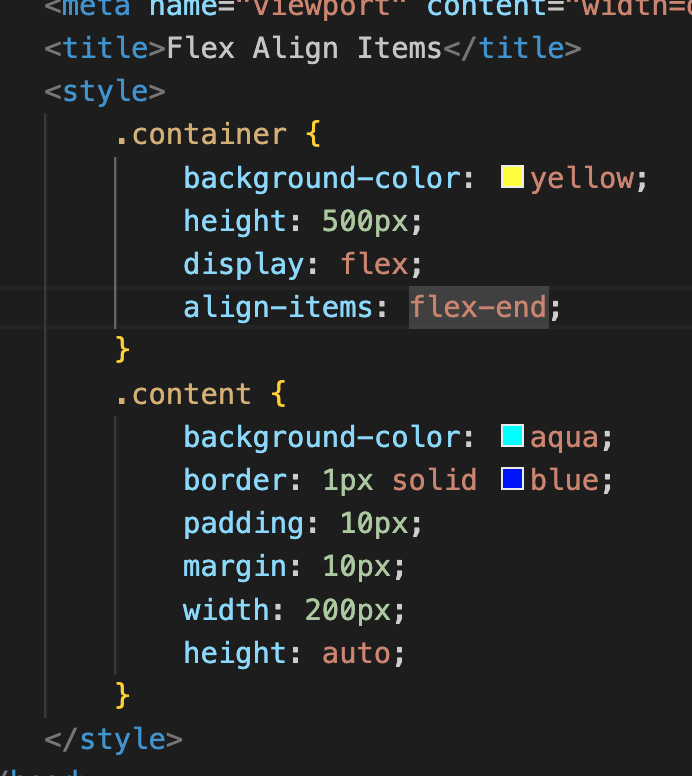 <meta name="viewport" content="width=
<title>Flex Align Items</title>
<style>
.container {
background-color: yellow;
height: 500px;
display: flex;
align-items: flex-end;
}
.content {
background-color: aqua;
border: 1px solid blue;
padding: 10px;
margin: 10px;
width: 200px;
height: auto;
}
</style>
</head>